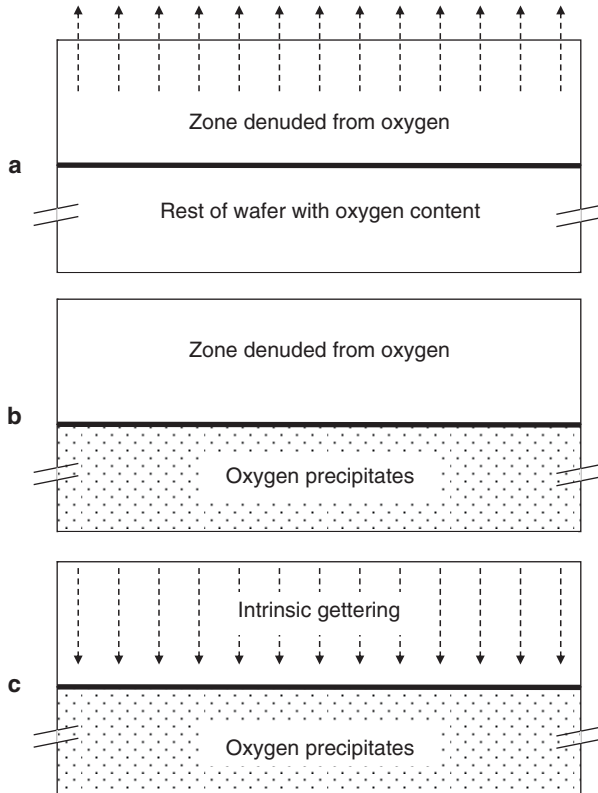 Zone denuded from oxygen
a
Rest of wafer with oxygen content
Zone denuded from oxygen
b
Oxygen precipitates
Intrinsic gettering
c
Oxygen precipitates